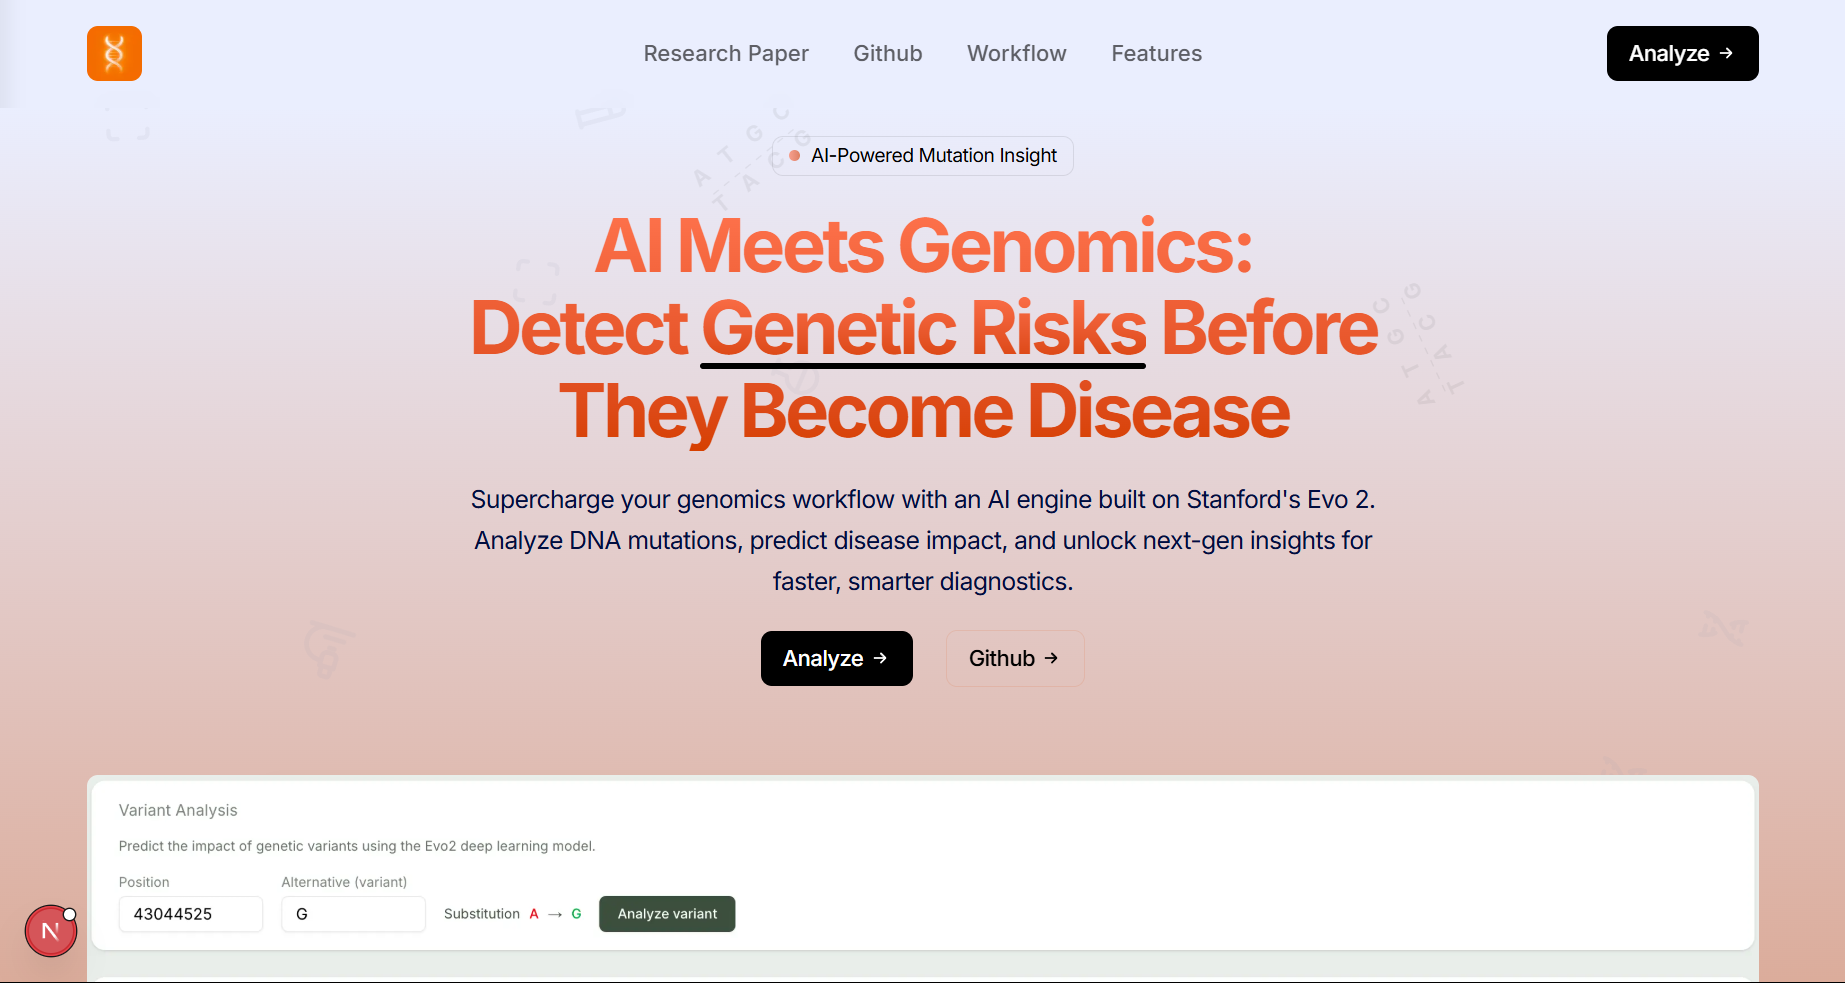 Research Paper
Github
Workflow
Features
Analyze →
A T G C
T A C G
AI-Powered Mutation Insight
AI Meets Genomics:
Detect Genetic Risks Before
They Become Disease
A T G C
T A C G
Supercharge your genomics workflow with an AI engine built on Stanford's Evo 2.
Analyze DNA mutations, predict disease impact, and unlock next-gen insights for
faster, smarter diagnostics.
Analyze →
Github →
Variant Analysis
Predict the impact of genetic variants using the Evo2 deep learning model.
Position
Alternative (variant)
43044525
G
Substitution A → G
Analyze variant
N